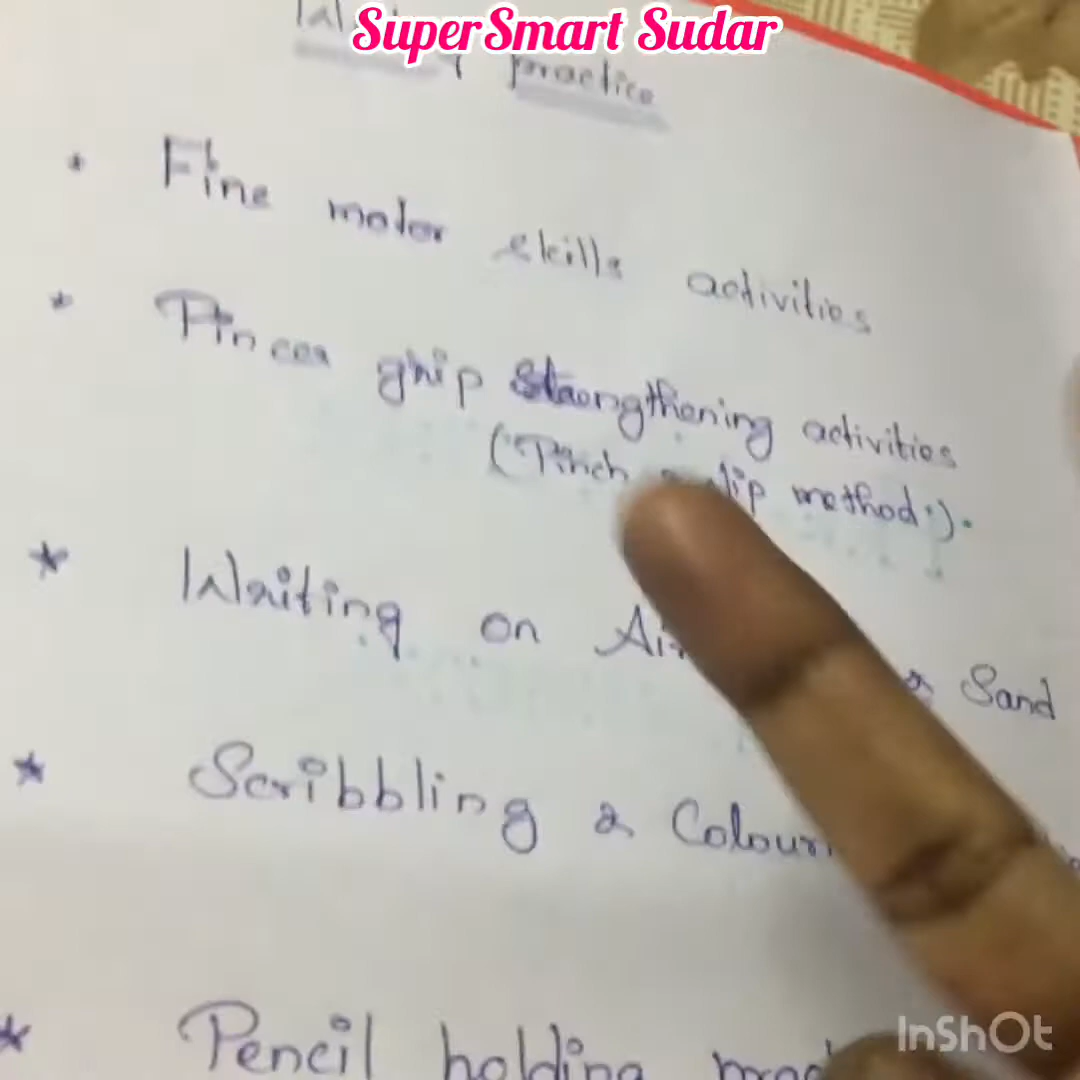 SuperSmart Sudar
practice
* Fine motor skills activities
* Pincer grip Strengthening activities
(Pinch flip method).
* Writing on Air & Sand
* Scribbling & Colour
* Pencil holding
InShOt